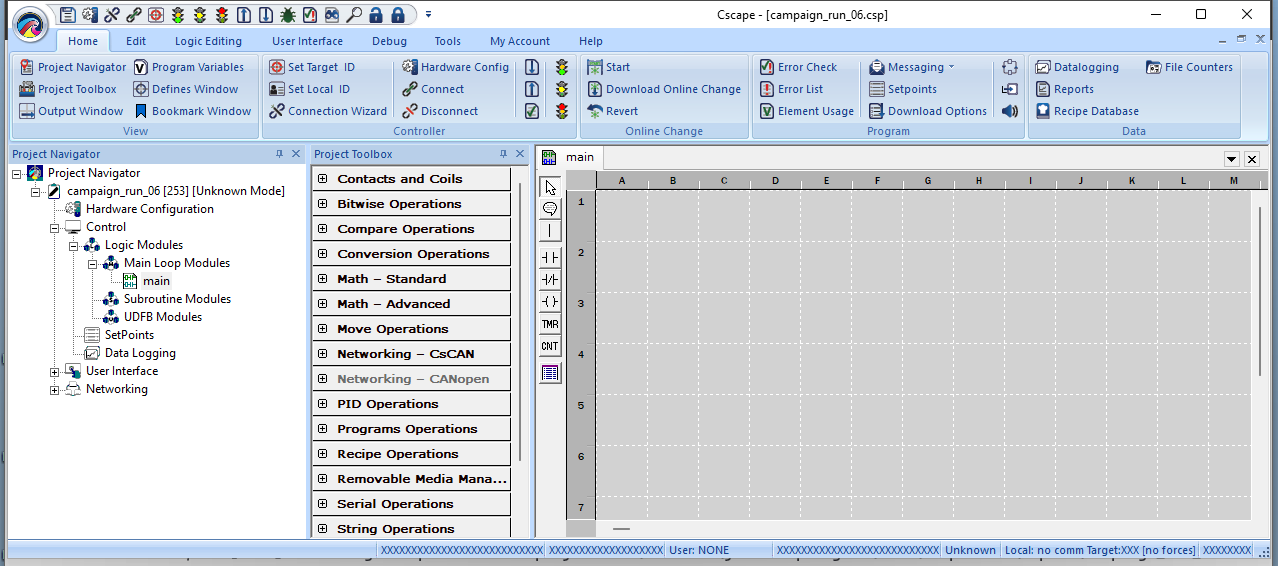 Cscape - [campaign_run_06.csp]
Home Edit Logic Editing User Interface Debug Tools My Account Help
Project Navigator Program Variables Set Target ID Hardware Config Start Error Check Messaging Datalogging File Counters
Project Toolbox Defines Window Set Local ID Connect Download Online Change Error List Setpoints Reports
Output Window Bookmark Window Connection Wizard Disconnect Revert Element Usage Download Options Recipe Database
View Controller Online Change Program Data
Project Navigator
Project Navigator
campaign_run_06 [253] [Unknown Mode]
Hardware Configuration
Control
Logic Modules
Main Loop Modules
main
Subroutine Modules
UDFB Modules
SetPoints
Data Logging
User Interface
Networking
Project Toolbox
Contacts and Coils
Bitwise Operations
Compare Operations
Conversion Operations
Math – Standard
Math – Advanced
Move Operations
Networking – CsCAN
Networking – CANopen
PID Operations
Programs Operations
Recipe Operations
Removable Media Mana...
Serial Operations
String Operations
main
TMR
CNT
A B C D E F G H I J K L M
1
2
3
4
5
6
7
XXXXXXXXXXXXXXXXXXXXXXXXXX XXXXXXXXXXXXXXXXXX User: NONE XXXXXXXXXXXXXXXXXXXXXXXXXX Unknown Local: no comm Target:XXX [no forces] XXXXXXXX